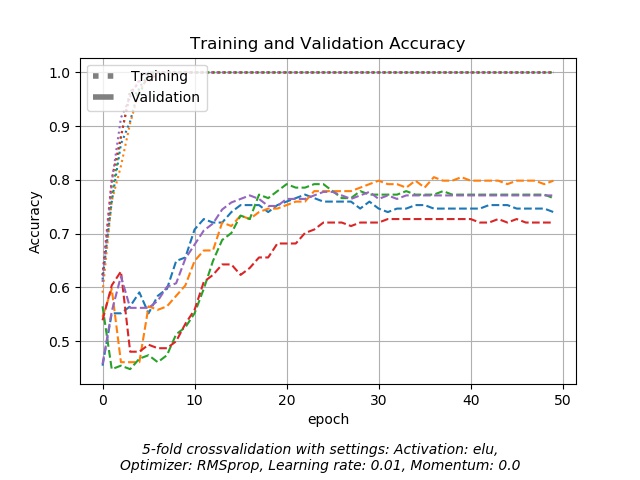 Training and Validation Accuracy
Training
Validation
Accuracy
1.0
0.9
0.8
0.7
0.6
0.5
0 10 20 30 40 50
epoch
5-fold crossvalidation with settings: Activation: elu,
Optimizer: RMSprop, Learning rate: 0.01, Momentum: 0.0